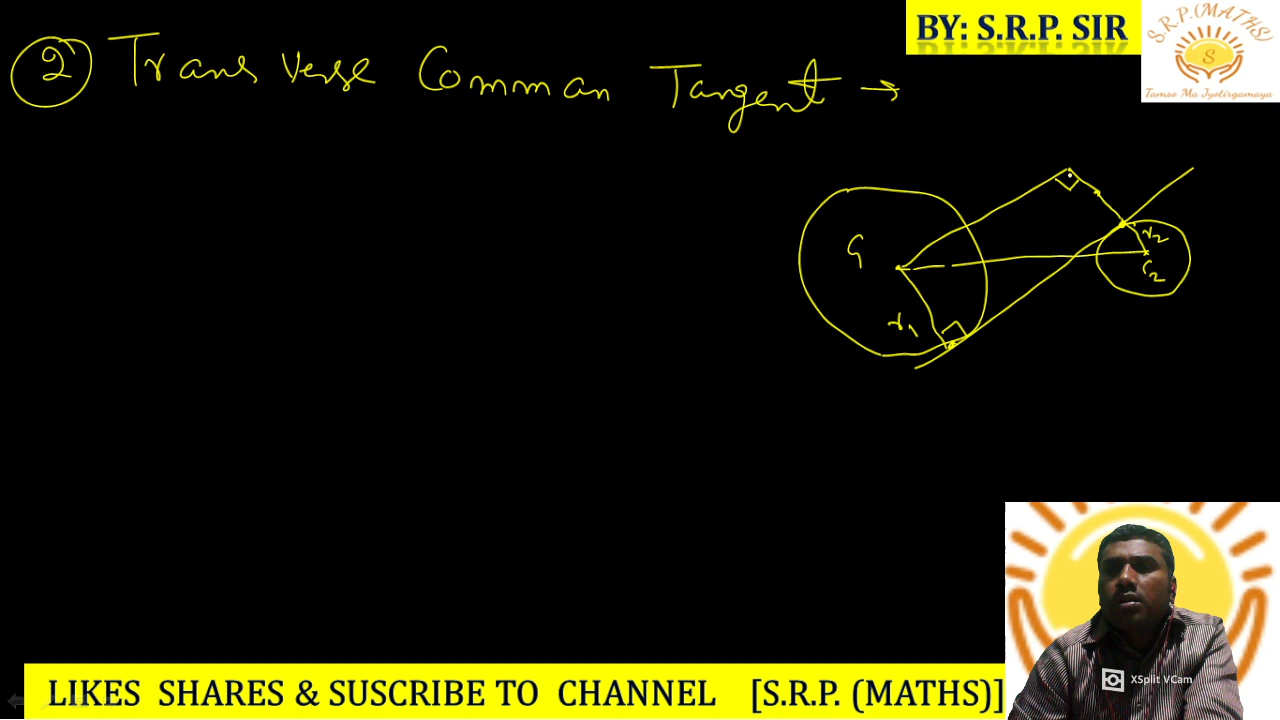 2 Transverse Comman Tangent →
BY: S.R.P. SIR
S.R.P.(MATHS)
S
Tamso Ma Jyotirgamaya
C1
r1
r2
C2
XSplit VCam
LIKES SHARES & SUSCRIBE TO CHANNEL [S.R.P. (MATHS)]